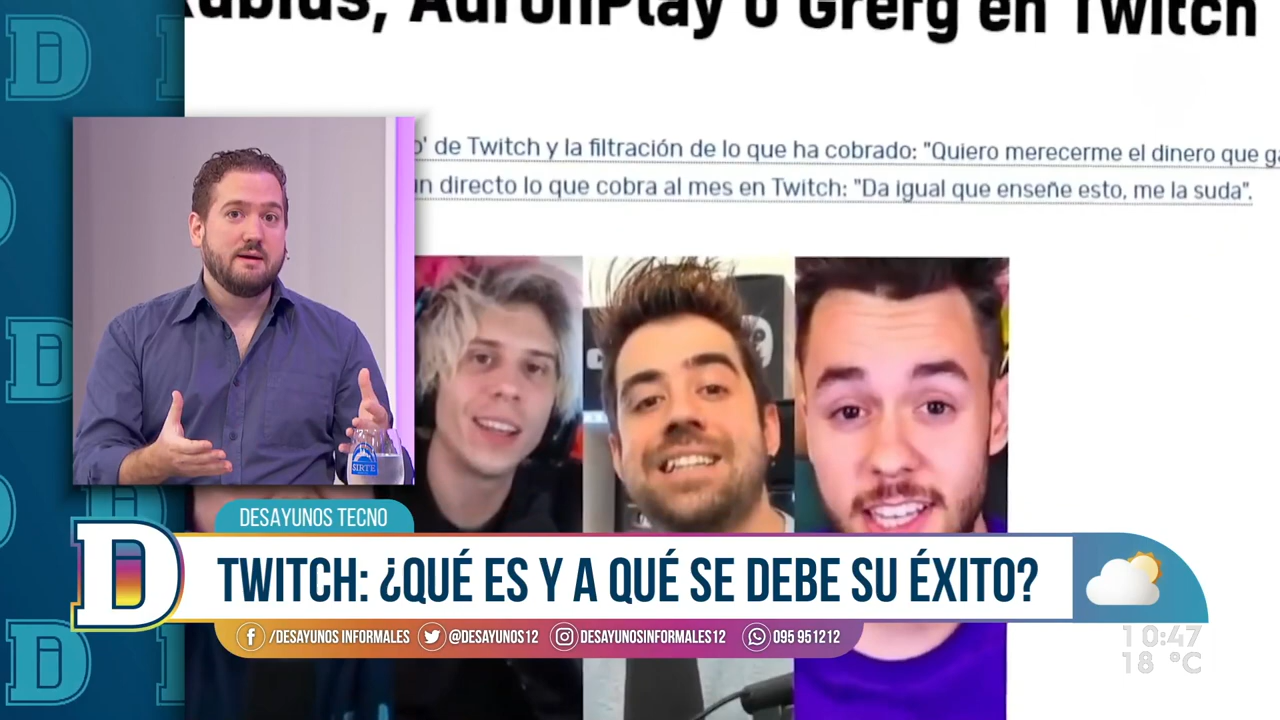 Rubius, AuronPlay o Grefg en Twitch
de Twitch y la filtración de lo que ha cobrado: "Quiero merecerme el dinero que
un directo lo que cobra al mes en Twitch: "Da igual que enseñe esto, me la suda".
SIRTE
DESAYUNOS TECNO
D
TWITCH: ¿QUÉ ES Y A QUÉ SE DEBE SU ÉXITO?
/DESAYUNOS INFORMALES @DESAYUNOS12 DESAYUNOSINFORMALES12 095 951212
10:47
18 °C